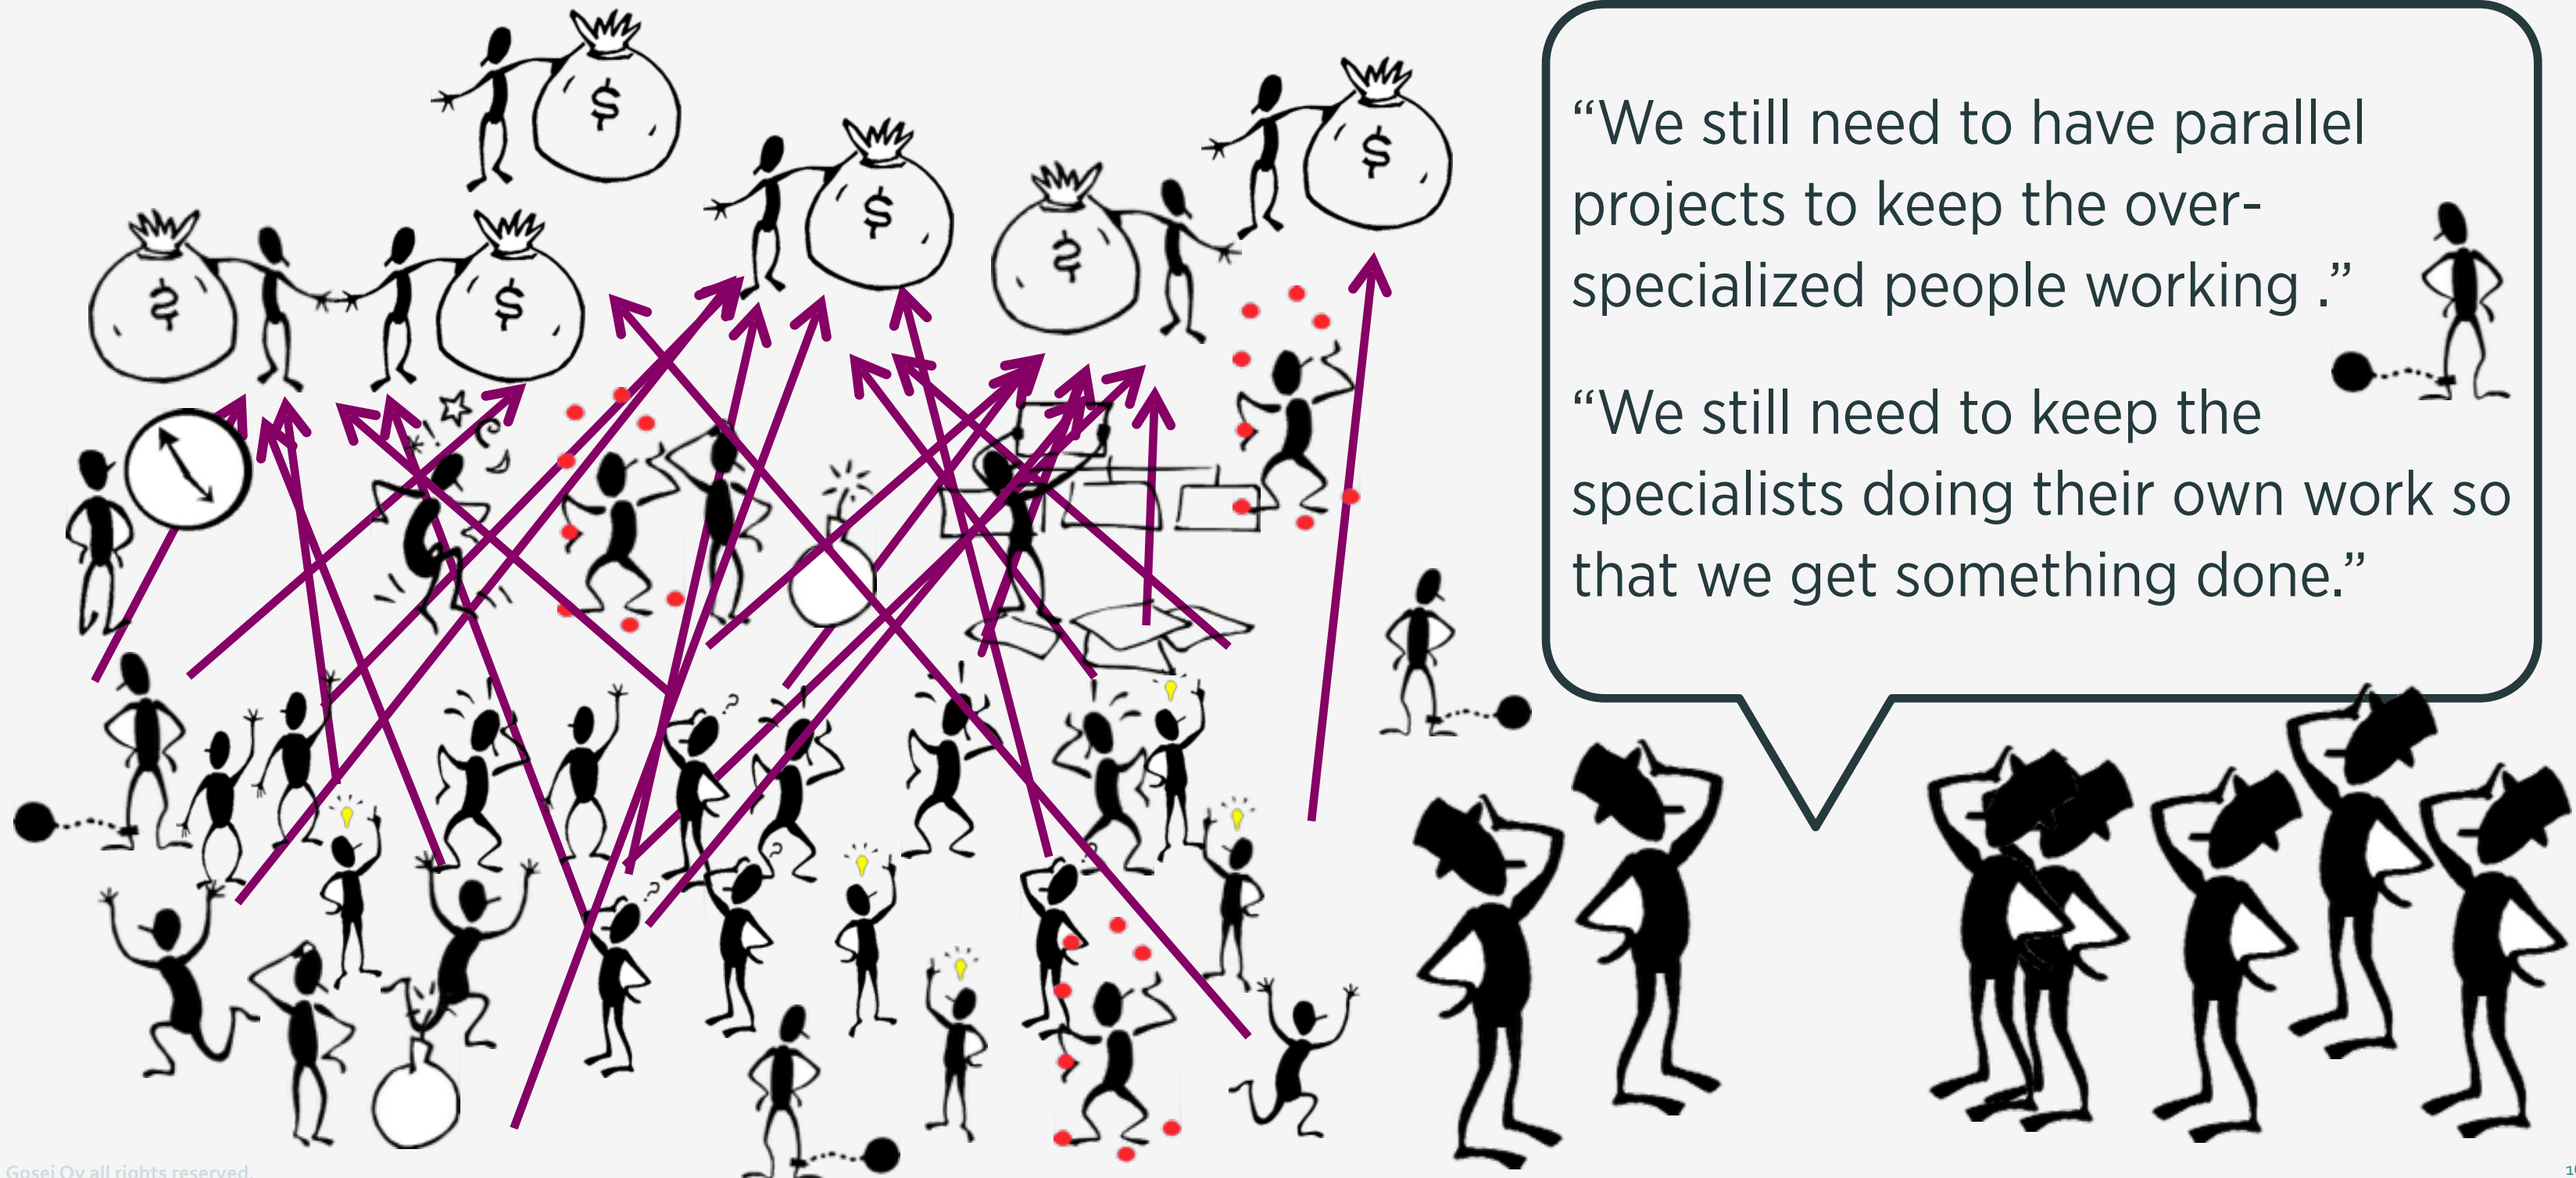 “We still need to have parallel
projects to keep the over-
specialized people working .”
“We still need to keep the
specialists doing their own work so
that we get something done.”
$
$
$
$
$
$
$
Gosei Oy all rights reserved.